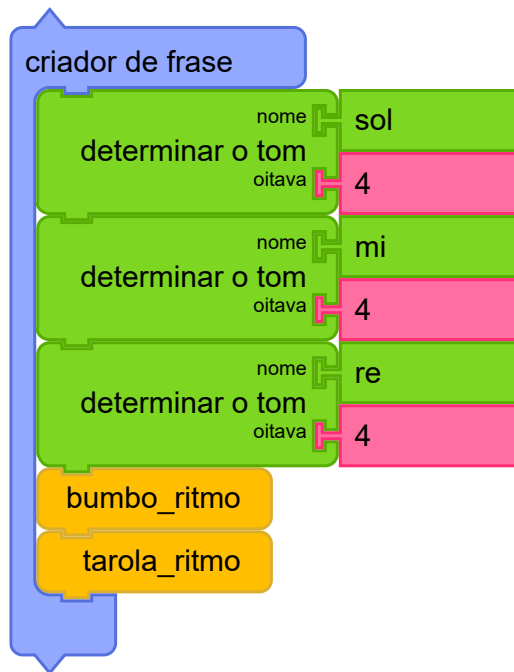 criador de frase
nome
sol
determinar o tom
oitava
4
nome
mi
determinar o tom
oitava
4
nome
re
determinar o tom
oitava
4
bumbo_ritmo
tarola_ritmo